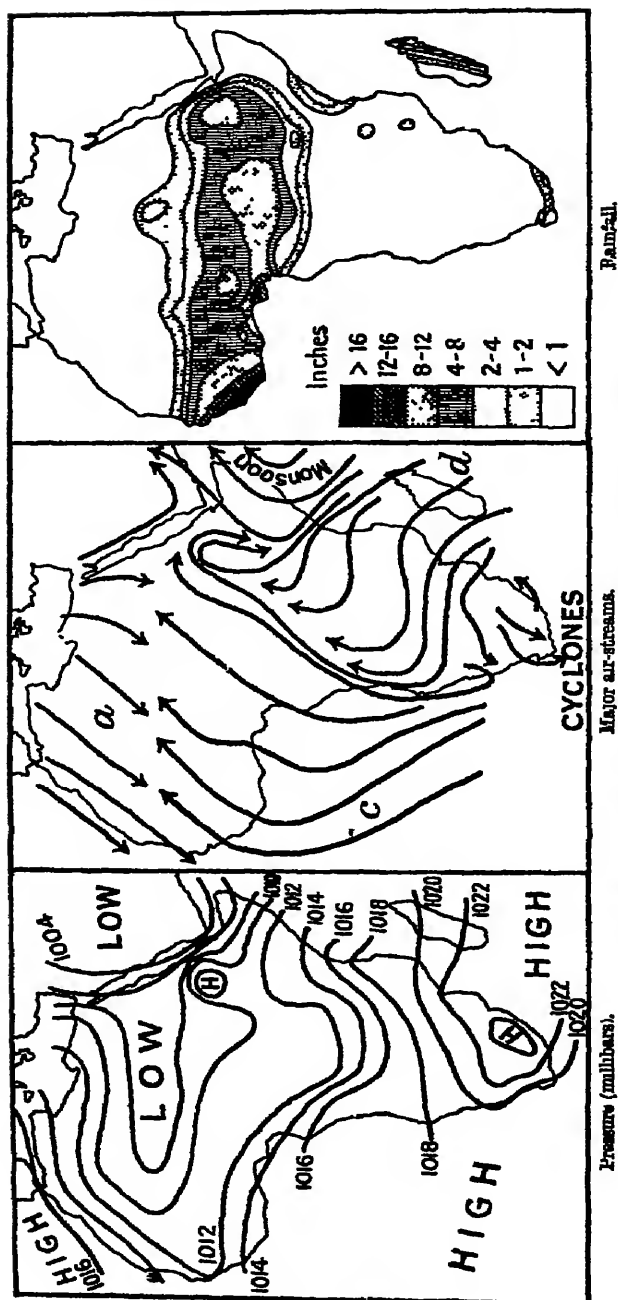 Rainfall.
Inches
> 16
12-16
8-12
4-8
2-4
1-2
< 1
Major air-streams.
a
c
d
Monsoon
CYCLONES
Pressure (millibars).
HIGH
1016
LOW
1004
LOW
H
1012
1014
1016
1018
1020
1022
1012
1014
1016
1018
HIGH
H
HIGH
1022
1020